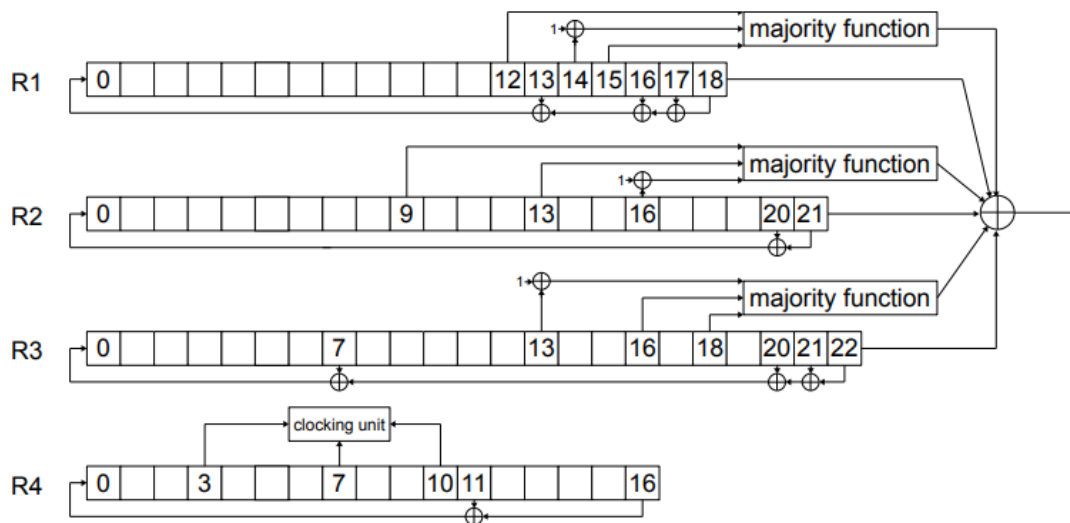 majority function
1
R1 0 12 13 14 15 16 17 18
majority function
1
R2 0 9 13 16 20 21
1
majority function
R3 0 7 13 16 18 20 21 22
clocking unit
R4 0 3 7 10 11 16